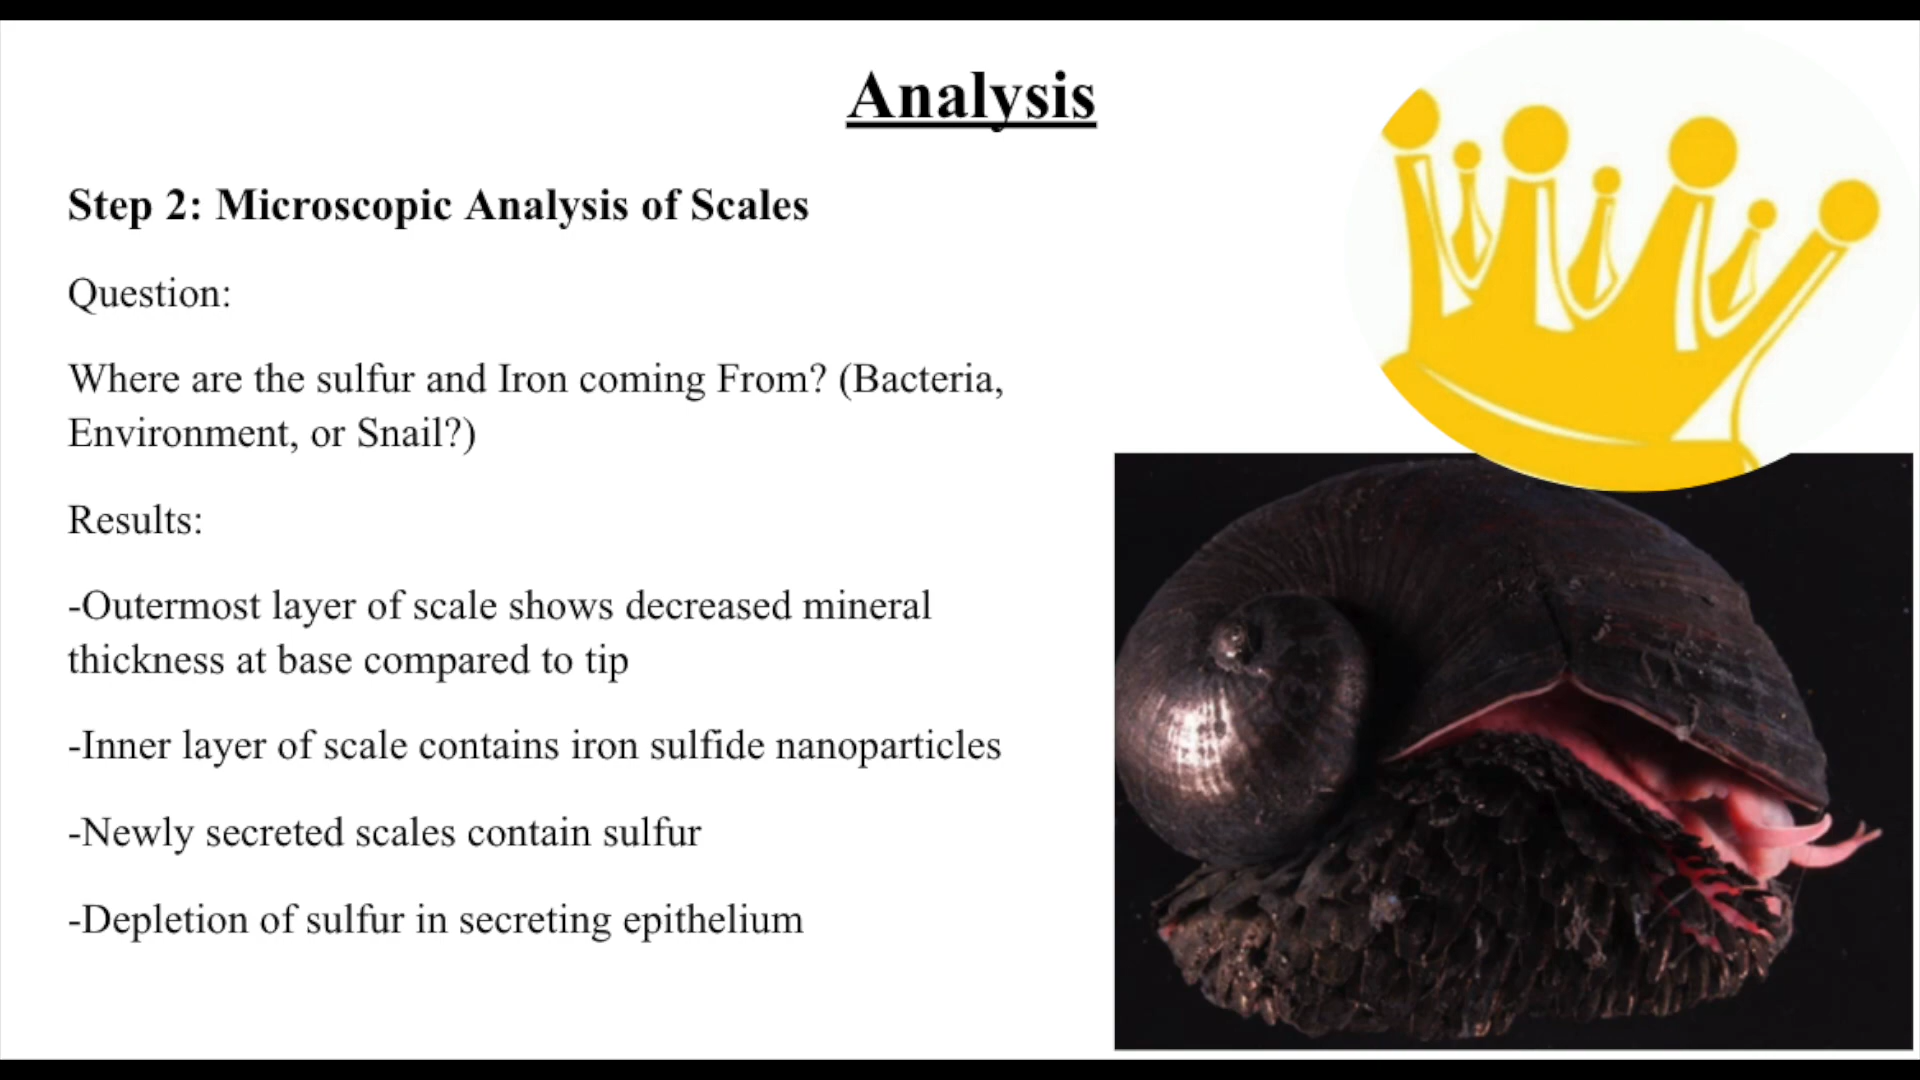 Analysis
Step 2: Microscopic Analysis of Scales
Question:
Where are the sulfur and Iron coming From? (Bacteria,
Environment, or Snail?)
Results:
-Outermost layer of scale shows decreased mineral
thickness at base compared to tip
-Inner layer of scale contains iron sulfide nanoparticles
-Newly secreted scales contain sulfur
-Depletion of sulfur in secreting epithelium